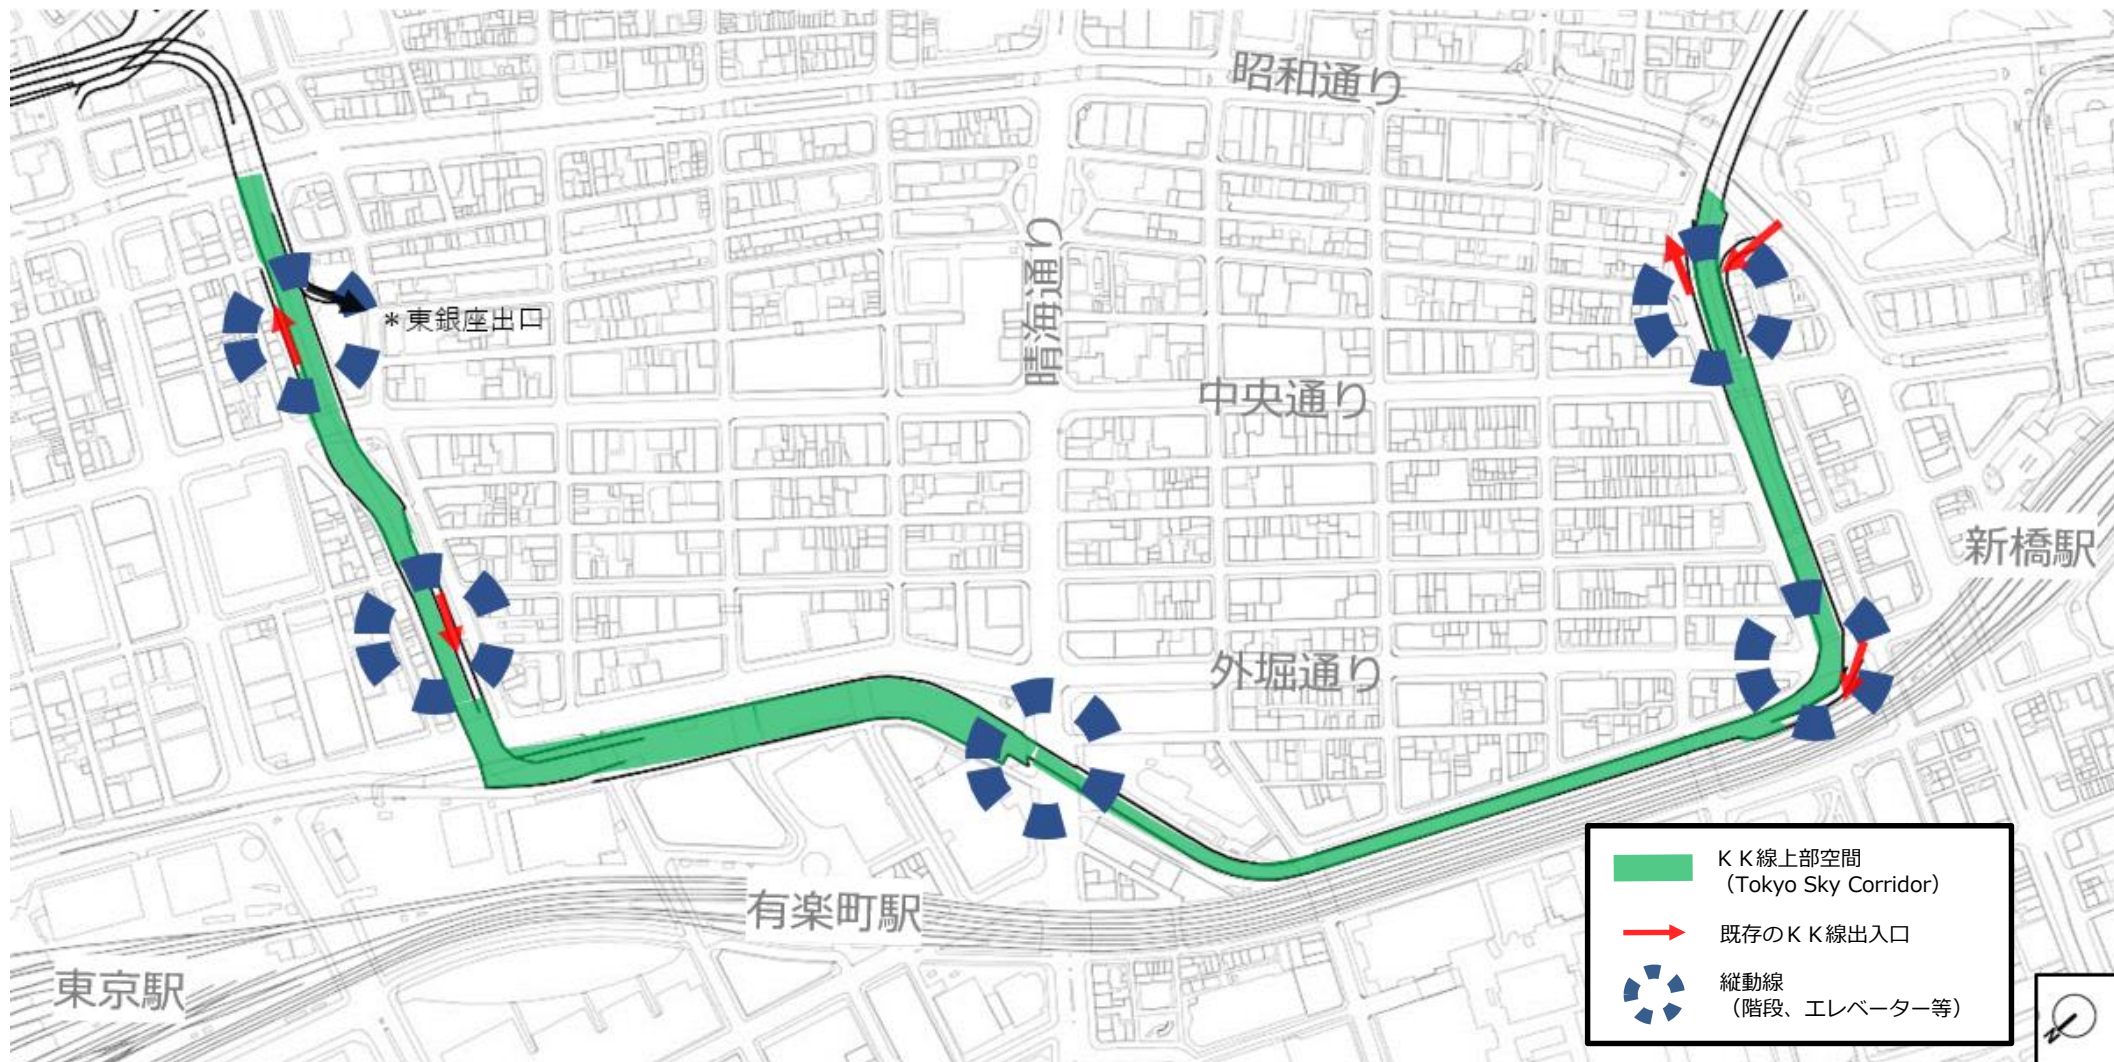 昭和通り
晴海通り
＊東銀座出口
中央通り
新橋駅
外堀通り
有楽町駅
東京駅
ＫＫ線上部空間
（Tokyo Sky Corridor）
既存のＫＫ線出入口
縦動線
（階段、エレベーター等）
N